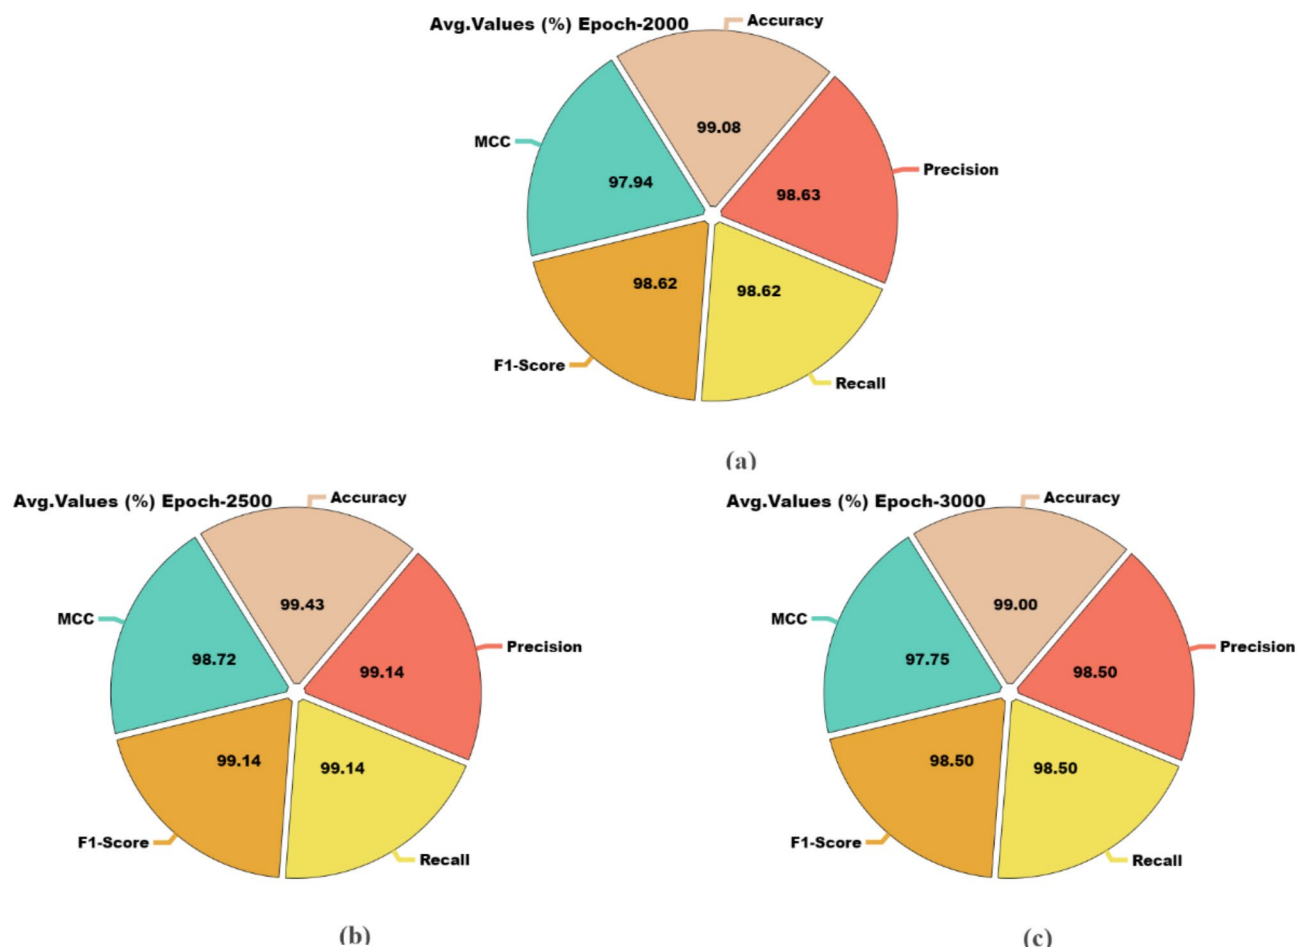 Avg.Values (%) Epoch-2000
Accuracy
99.08
MCC
97.94
98.63
Precision
98.62
98.62
F1-Score
Recall
(a)
Avg.Values (%) Epoch-2500
Accuracy
99.43
MCC
98.72
99.14
Precision
99.14
99.14
F1-Score
Recall
(b)
Avg.Values (%) Epoch-3000
Accuracy
99.00
MCC
97.75
98.50
Precision
98.50
98.50
F1-Score
Recall
(c)